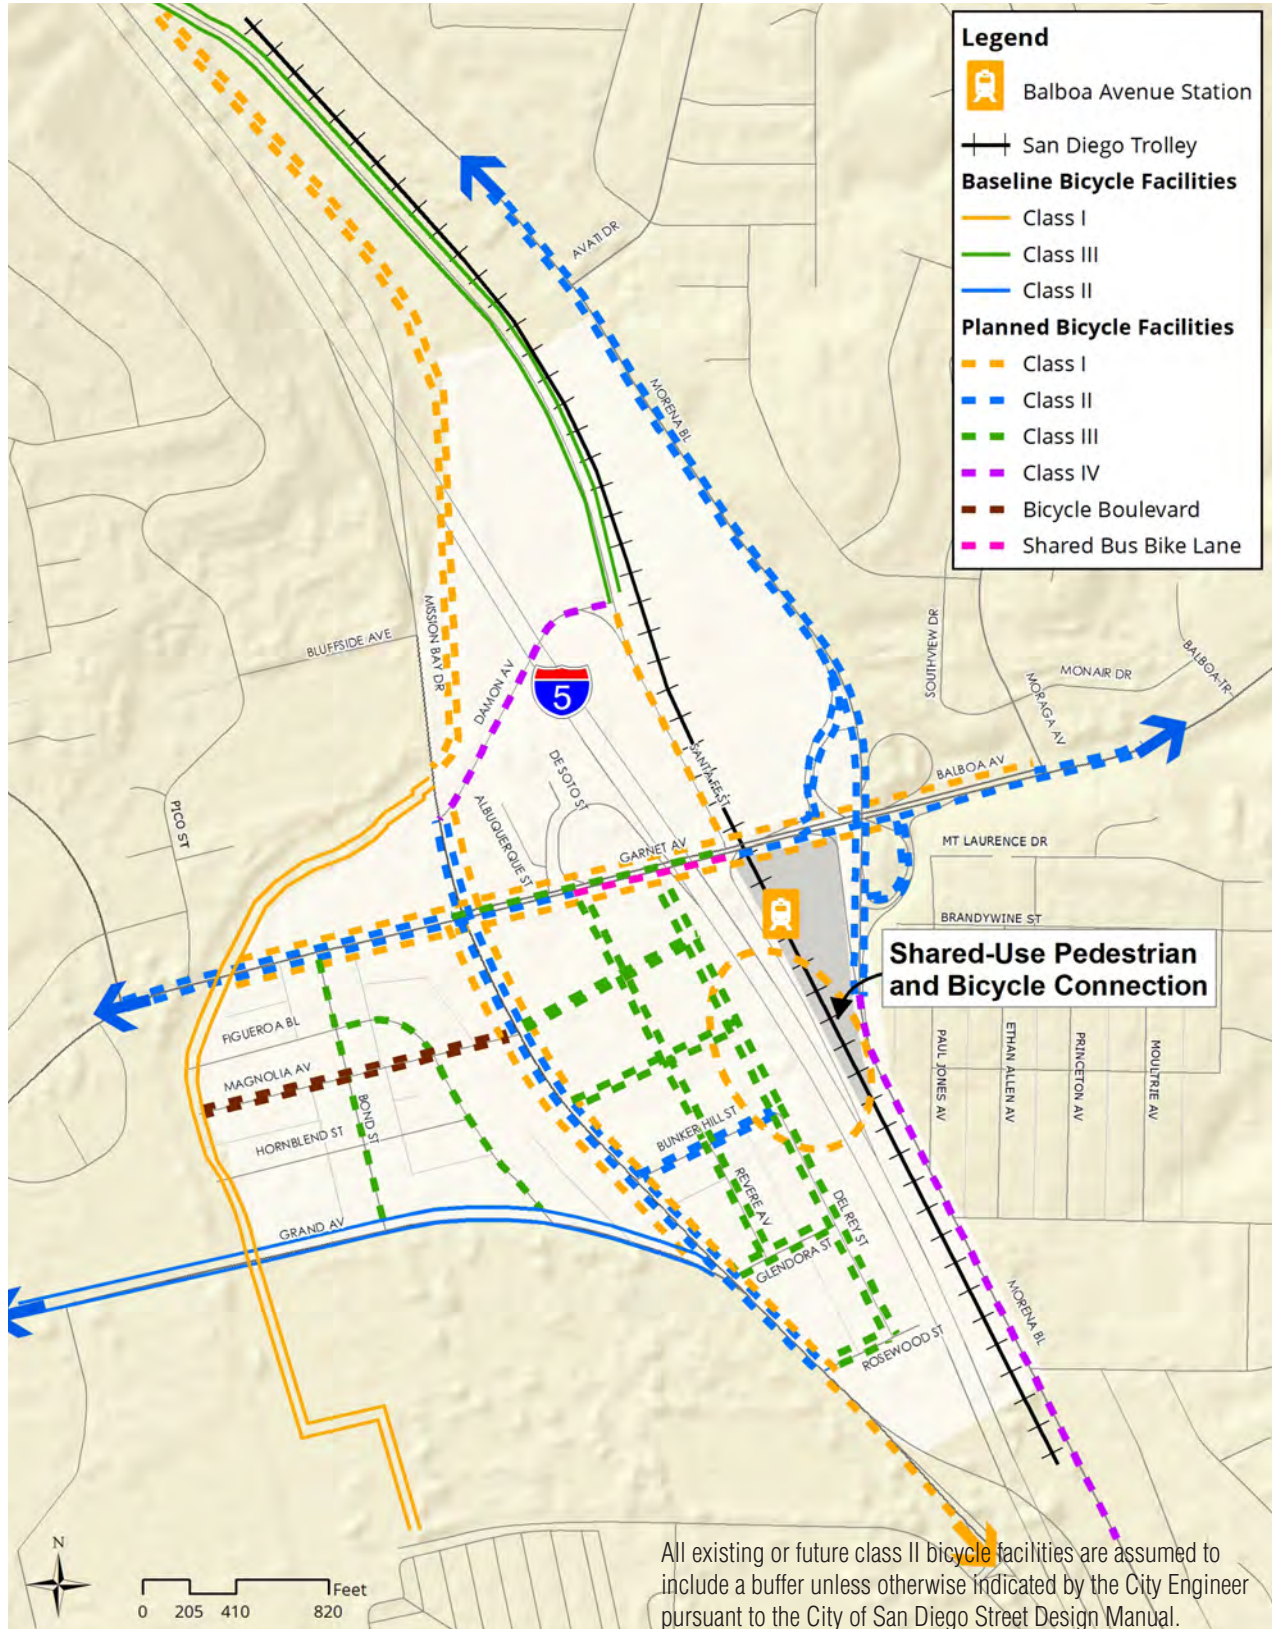 Legend
Balboa Avenue Station
San Diego Trolley
Baseline Bicycle Facilities
Class I
Class III
Class II
Planned Bicycle Facilities
Class I
Class II
Class III
Class IV
Bicycle Boulevard
Shared Bus Bike Lane
AVATI DR
MORENA BL
MISSION BAY DR
BLUFFSIDE AVE
DAMON AV
5
SOUTHVIEW DR
MORAGA AV
MONAIR DR
BALBOA TR
DE SOTO ST
SANTA FE ST
BALBOA AV
PICO ST
ALBUQUERQUE ST
GARNET AV
MT LAURENCE DR
BRANDYWINE ST
Shared-Use Pedestrian
and Bicycle Connection
FIGUEROA BL
MAGNOLIA AV
BOND ST
HORNBLEND ST
BUNKER HILL ST
PAUL JONES AV
ETHAN ALLEN AV
PRINCETON AV
MOULTRIE AV
REVERE AV
DEL REY ST
GRAND AV
GLENDORA ST
MORENA BL
ROSEWOOD ST
N
Feet
0 205 410 820
All existing or future class II bicycle facilities are assumed to
include a buffer unless otherwise indicated by the City Engineer
pursuant to the City of San Diego Street Design Manual.